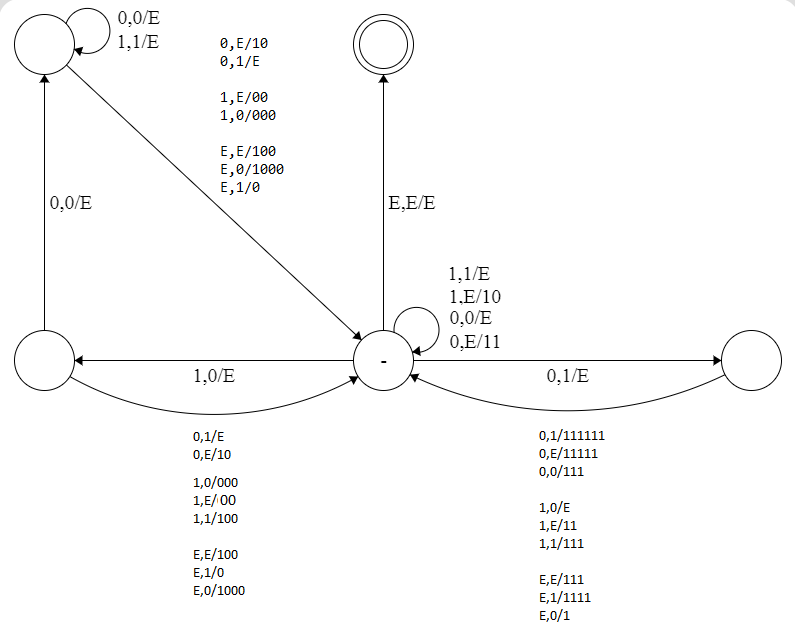 0,0/E
1,1/E
0,E/10
0,1/E
1,E/00
1,0/000
E,E/100
E,0/1000
E,1/0
0,0/E
E,E/E
1,1/E
1,E/10
0,0/E
0,E/11
-
1,0/E
0,1/E
0,1/E
0,E/10
1,0/000
1,E/00
1,1/100
E,E/100
E,1/0
E,0/1000
0,1/111111
0,E/11111
0,0/111
1,0/E
1,E/11
1,1/111
E,E/111
E,1/1111
E,0/1